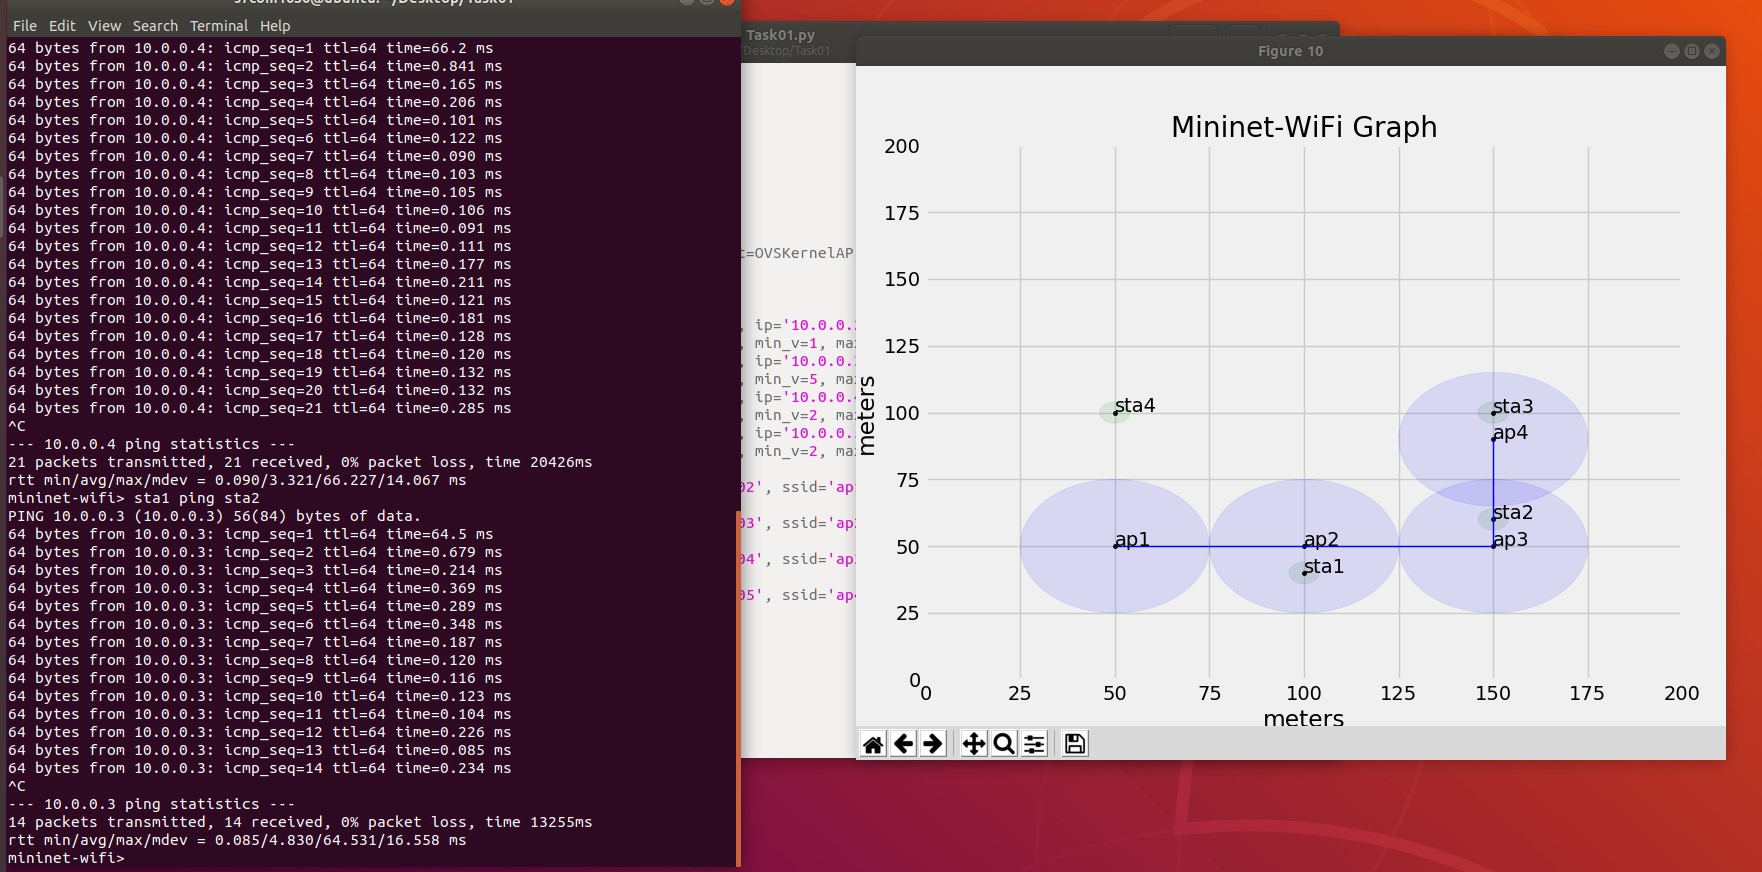 File Edit View Search Terminal Help
64 bytes from 10.0.0.4: icmp_seq=1 ttl=64 time=66.2 ms
64 bytes from 10.0.0.4: icmp_seq=2 ttl=64 time=0.841 ms
64 bytes from 10.0.0.4: icmp_seq=3 ttl=64 time=0.165 ms
64 bytes from 10.0.0.4: icmp_seq=4 ttl=64 time=0.206 ms
64 bytes from 10.0.0.4: icmp_seq=5 ttl=64 time=0.101 ms
64 bytes from 10.0.0.4: icmp_seq=6 ttl=64 time=0.122 ms
64 bytes from 10.0.0.4: icmp_seq=7 ttl=64 time=0.090 ms
64 bytes from 10.0.0.4: icmp_seq=8 ttl=64 time=0.103 ms
64 bytes from 10.0.0.4: icmp_seq=9 ttl=64 time=0.105 ms
64 bytes from 10.0.0.4: icmp_seq=10 ttl=64 time=0.106 ms
64 bytes from 10.0.0.4: icmp_seq=11 ttl=64 time=0.091 ms
64 bytes from 10.0.0.4: icmp_seq=12 ttl=64 time=0.111 ms
64 bytes from 10.0.0.4: icmp_seq=13 ttl=64 time=0.177 ms
64 bytes from 10.0.0.4: icmp_seq=14 ttl=64 time=0.211 ms
64 bytes from 10.0.0.4: icmp_seq=15 ttl=64 time=0.121 ms
64 bytes from 10.0.0.4: icmp_seq=16 ttl=64 time=0.181 ms
64 bytes from 10.0.0.4: icmp_seq=17 ttl=64 time=0.128 ms
64 bytes from 10.0.0.4: icmp_seq=18 ttl=64 time=0.120 ms
64 bytes from 10.0.0.4: icmp_seq=19 ttl=64 time=0.132 ms
64 bytes from 10.0.0.4: icmp_seq=20 ttl=64 time=0.132 ms
64 bytes from 10.0.0.4: icmp_seq=21 ttl=64 time=0.285 ms
^C
--- 10.0.0.4 ping statistics ---
21 packets transmitted, 21 received, 0% packet loss, time 20426ms
rtt min/avg/max/mdev = 0.090/3.321/66.227/14.067 ms
mininet-wifi> sta1 ping sta2
PING 10.0.0.3 (10.0.0.3) 56(84) bytes of data.
64 bytes from 10.0.0.3: icmp_seq=1 ttl=64 time=64.5 ms
64 bytes from 10.0.0.3: icmp_seq=2 ttl=64 time=0.679 ms
64 bytes from 10.0.0.3: icmp_seq=3 ttl=64 time=0.214 ms
64 bytes from 10.0.0.3: icmp_seq=4 ttl=64 time=0.369 ms
64 bytes from 10.0.0.3: icmp_seq=5 ttl=64 time=0.289 ms
64 bytes from 10.0.0.3: icmp_seq=6 ttl=64 time=0.348 ms
64 bytes from 10.0.0.3: icmp_seq=7 ttl=64 time=0.187 ms
64 bytes from 10.0.0.3: icmp_seq=8 ttl=64 time=0.120 ms
64 bytes from 10.0.0.3: icmp_seq=9 ttl=64 time=0.116 ms
64 bytes from 10.0.0.3: icmp_seq=10 ttl=64 time=0.123 ms
64 bytes from 10.0.0.3: icmp_seq=11 ttl=64 time=0.104 ms
64 bytes from 10.0.0.3: icmp_seq=12 ttl=64 time=0.226 ms
64 bytes from 10.0.0.3: icmp_seq=13 ttl=64 time=0.085 ms
64 bytes from 10.0.0.3: icmp_seq=14 ttl=64 time=0.234 ms
^C
--- 10.0.0.3 ping statistics ---
14 packets transmitted, 14 received, 0% packet loss, time 13255ms
rtt min/avg/max/mdev = 0.085/4.830/64.531/16.558 ms
mininet-wifi>
Task01.py
/Desktop/Task01
t=OVSKernelAP
, ip='10.0.0.
, min_v=1, ma
, ip='10.0.0.
, min_v=5, ma
, ip='10.0.0.
, min_v=2, ma
, ip='10.0.0.
, min_v=2, ma
02', ssid='ap
03', ssid='ap
04', ssid='ap
05', ssid='ap
Figure 10
Mininet-WiFi Graph
200
175
150
125
100
75
50
25
0
meters
sta4
sta3
ap4
sta2
ap1
ap2
ap3
sta1
0 25 50 75 100 125 150 175 200
meters